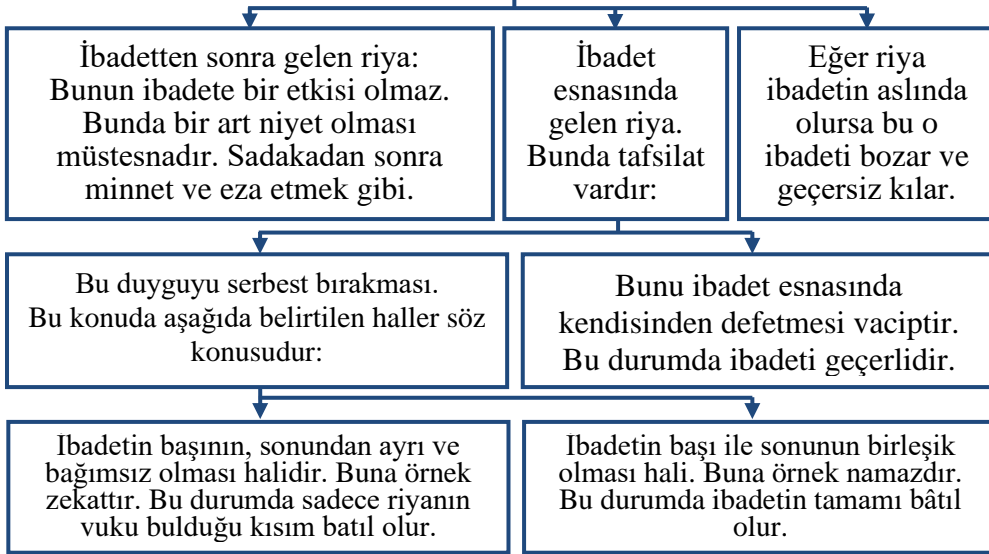 İbadetten sonra gelen riya:
Bunun ibadete bir etkisi olmaz.
Bunda bir art niyet olması
müstesnadır. Sadakadan sonra
minnet ve eza etmek gibi.
İbadet
esnasında
gelen riya.
Bunda tafsilat
vardır:
Eğer riya
ibadetin aslında
olursa bu o
ibadeti bozar ve
geçersiz kılar.
Bu duyguyu serbest bırakması.
Bu konuda aşağıda belirtilen haller söz
konusudur:
Bunu ibadet esnasında
kendisinden defetmesi vaciptir.
Bu durumda ibadeti geçerlidir.
İbadetin başının, sonundan ayrı ve
bağımsız olması halidir. Buna örnek
zekattır. Bu durumda sadece riyanın
vuku bulduğu kısım batıl olur.
İbadetin başı ile sonunun birleşik
olması hali. Buna örnek namazdır.
Bu durumda ibadetin tamamı bâtıl
olur.